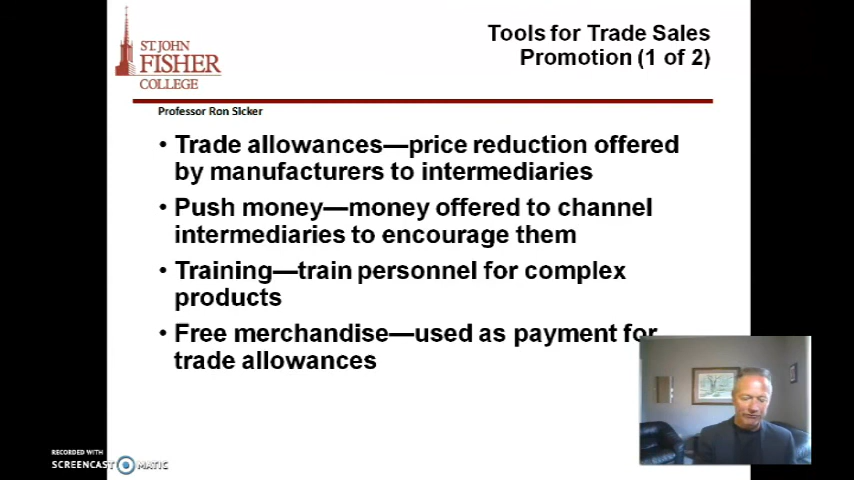 ST. JOHN
FISHER
COLLEGE
Tools for Trade Sales
Promotion (1 of 2)
Professor Ron Sicker
• Trade allowances—price reduction offered
by manufacturers to intermediaries
• Push money—money offered to channel
intermediaries to encourage them
• Training—train personnel for complex
products
• Free merchandise—used as payment for
trade allowances
RECORDED WITH
SCREENCAST MATIC